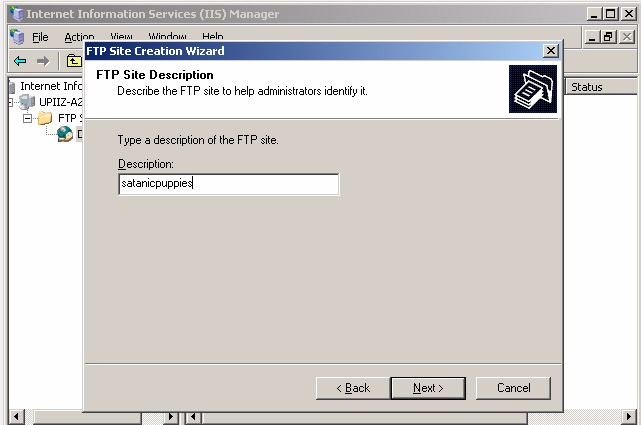 Internet Information Services (IIS) Manager
File Action View Window Help
FTP Site Creation Wizard
FTP Site Description
Describe the FTP site to help administrators identify it.
Internet Info
Status
UPIIZ-A2
FTP S
Type a description of the FTP site.
Description:
satanicpuppies
< Back
Next >
Cancel